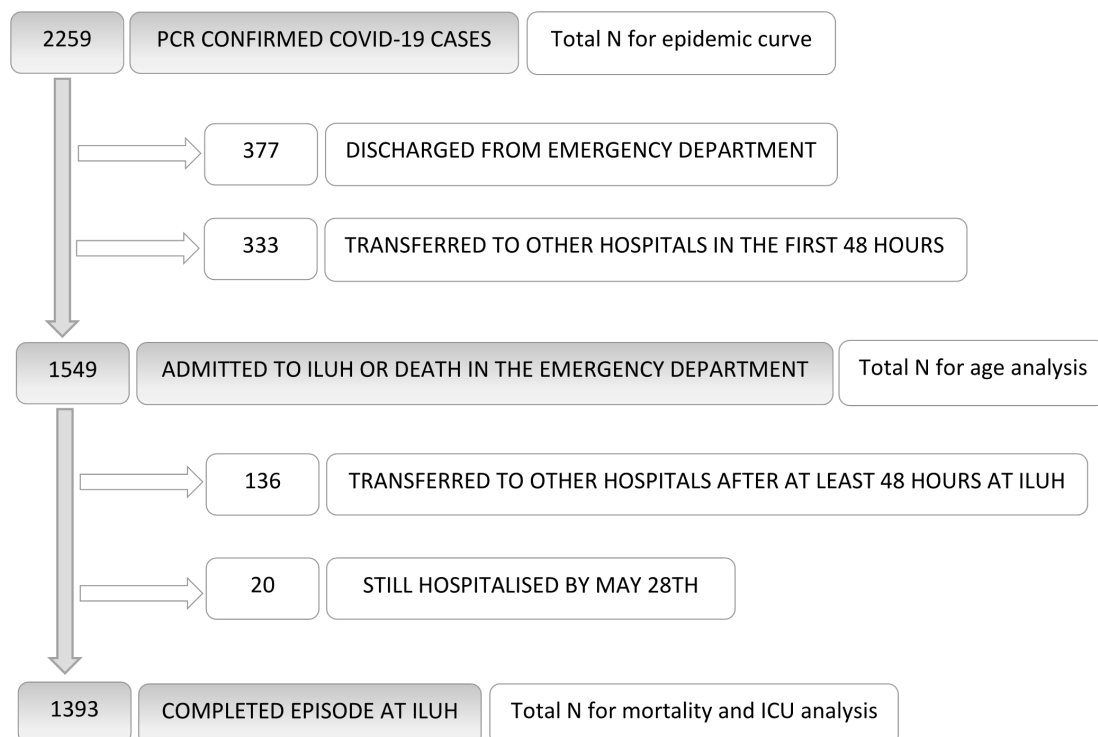 2259 PCR CONFIRMED COVID-19 CASES Total N for epidemic curve
377 DISCHARGED FROM EMERGENCY DEPARTMENT
333 TRANSFERRED TO OTHER HOSPITALS IN THE FIRST 48 HOURS
1549 ADMITTED TO ILUH OR DEATH IN THE EMERGENCY DEPARTMENT Total N for age analysis
136 TRANSFERRED TO OTHER HOSPITALS AFTER AT LEAST 48 HOURS AT ILUH
20 STILL HOSPITALISED BY MAY 28TH
1393 COMPLETED EPISODE AT ILUH Total N for mortality and ICU analysis